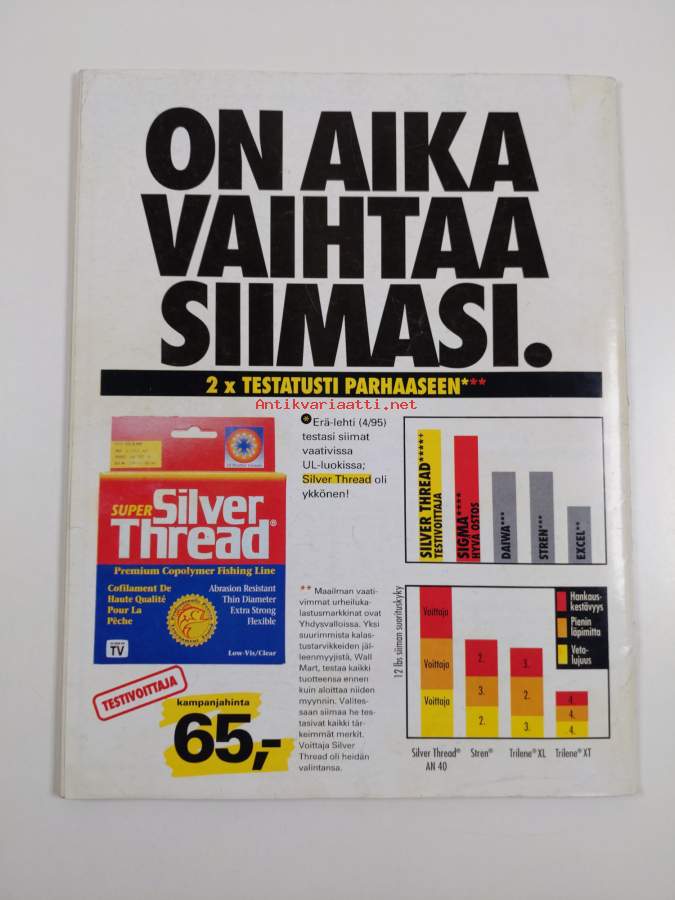 ON AIKA
VAIHTAA
SIIMASI.
2 x TESTATUSTI PARHAASEEN***
Antikvariaatti.net
SUPER Silver
Thread®
Premium Copolymer Fishing Line
Cofilament De
Haute Qualité
Pour La
Pêche
Abrasion Resistant
Thin Diameter
Extra Strong
Flexible
TV
Low-Vis/Clear
TESTIVOITTAJA
kampanjahinta
65,-
* Erä-lehti (4/95)
testasi siimat
vaativissa
UL-luokissa;
Silver Thread oli
ykkönen!
** Maailman vaati-
vimmat urheiluka-
lastusmarkkinat ovat
Yhdysvalloissa. Yksi
suurimmista kalas-
tustarvikkeiden jäl-
leenmyyjistä, Wall
Mart, testaa kaikki
tuotteensa ennen
kuin aloittaa niiden
myynnin. Valites-
saan siimaa he tes-
tasivat kaikki tär-
keimmät merkit.
Voittaja Silver
Thread oli heidän
valintansa.
SILVER THREAD****+
TESTIVOITTAJA
SIGMA****
HYVÄ OSTOS
DAIWA***
STREN***
EXCEL**
12 lbs siiman suorituskyky
Voittaja
Voittaja
Voittaja
2.
3.
2.
3.
2.
3.
4.
4.
4.
Hankaus-
kestävyys
Pienin
läpimitta
Veto-
lujuus
Silver Thread®
AN 40
Stren®
Trilene® XL
Trilene® XT